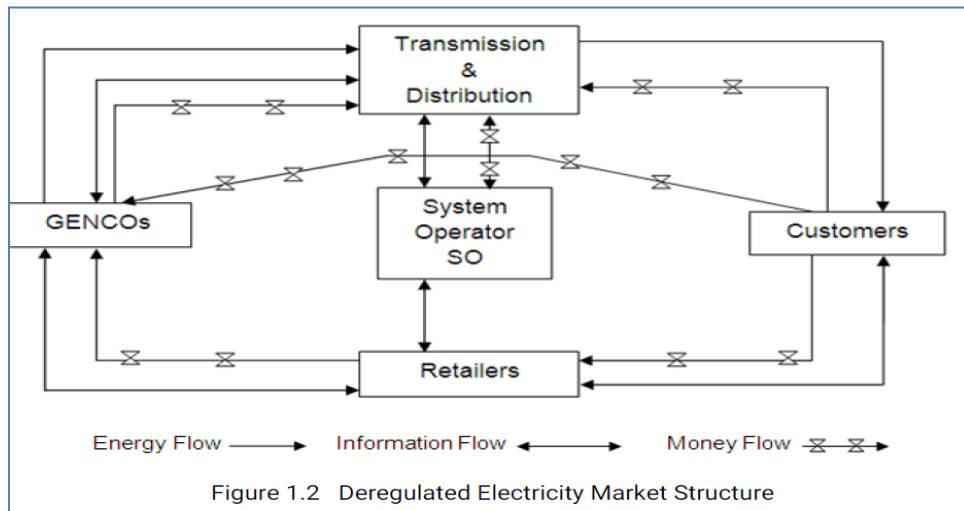 Transmission
&
Distribution
GENCOs
System
Operator
SO
Customers
Retailers
Energy Flow
Information Flow
Money Flow
Figure 1.2 Deregulated Electricity Market Structure